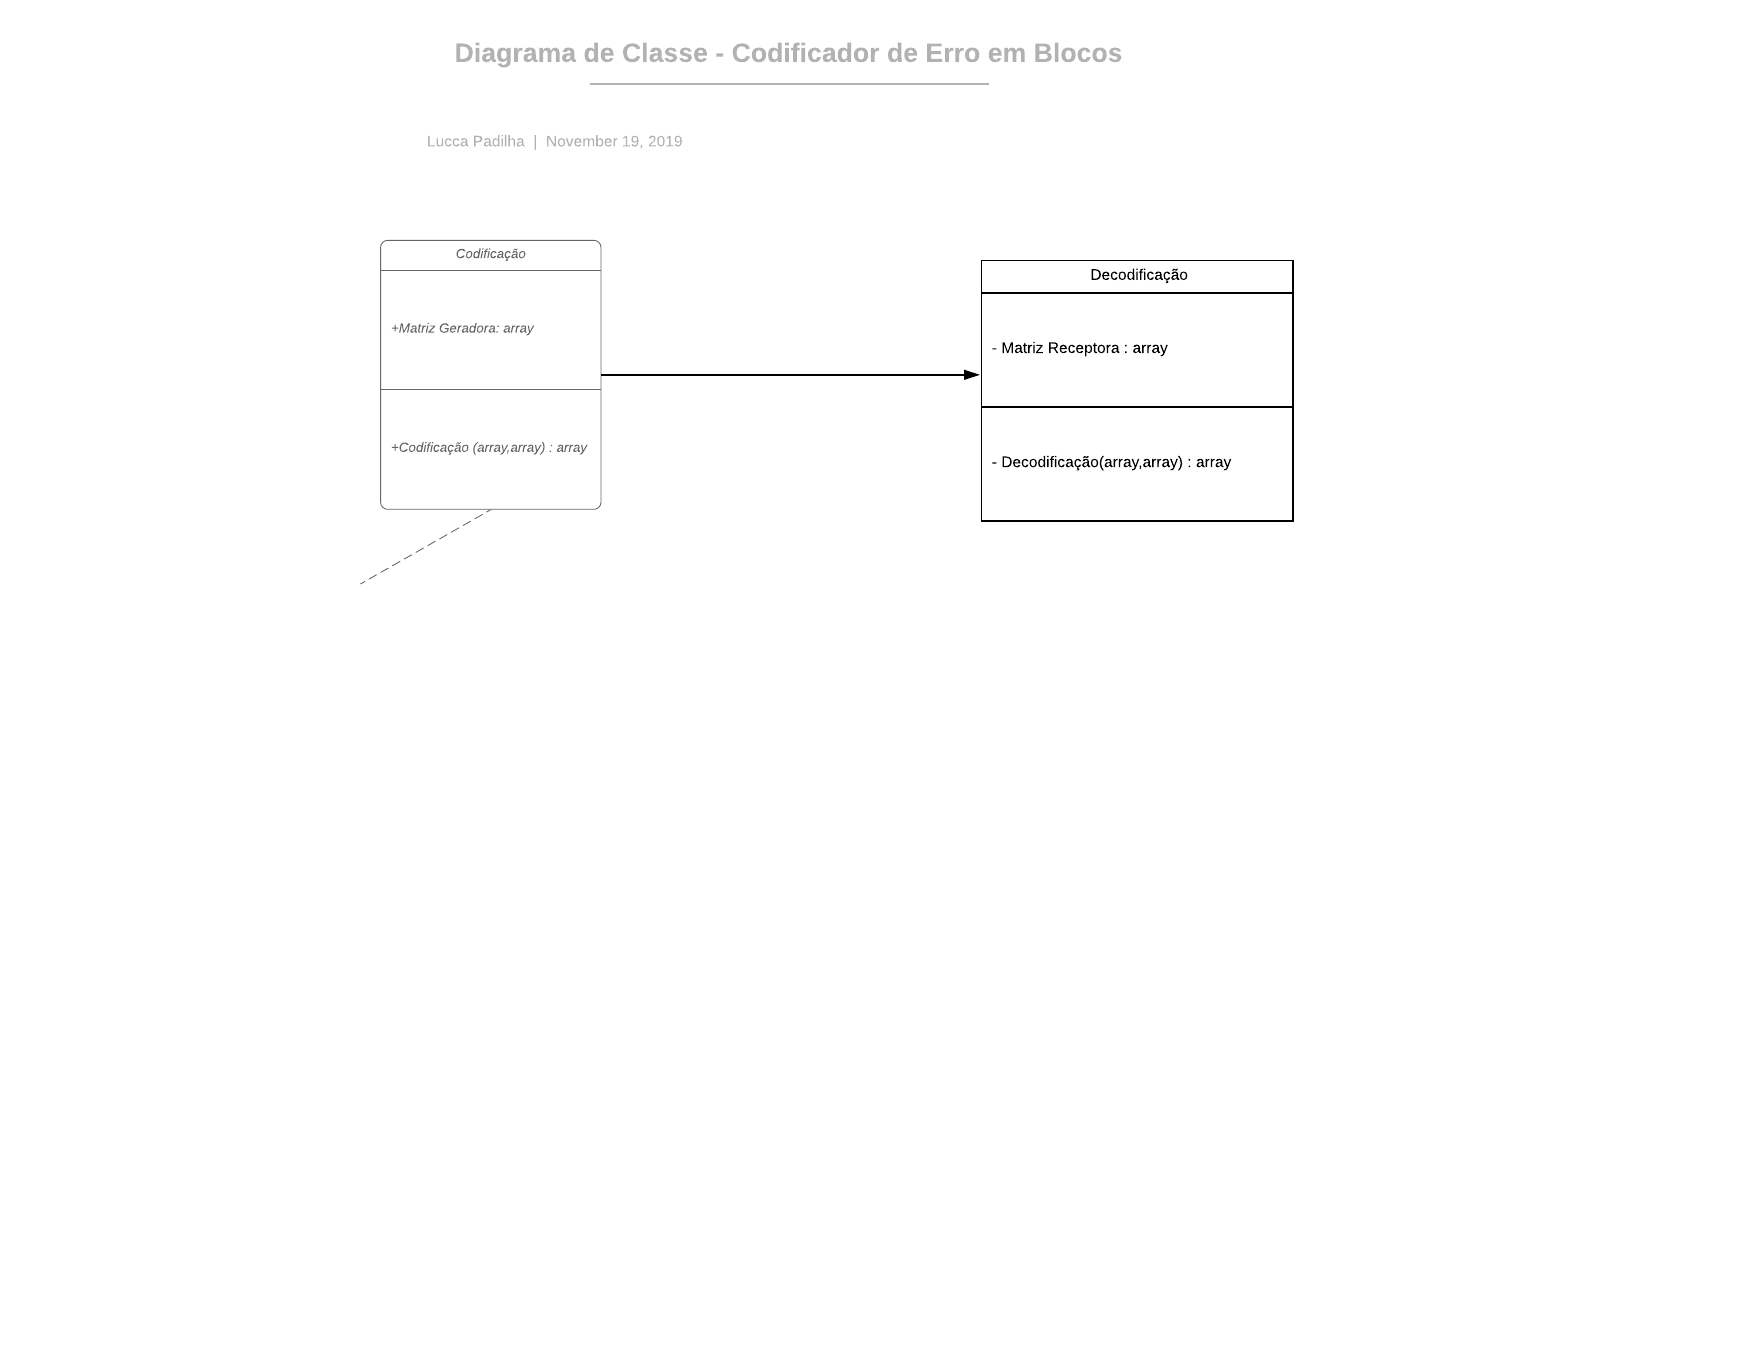 Diagrama de Classe - Codificador de Erro em Blocos
Lucca Padilha | November 19, 2019
Codificação
+Matriz Geradora: array
+Codificação (array,array) : array
Decodificação
- Matriz Receptora : array
- Decodificação(array,array) : array